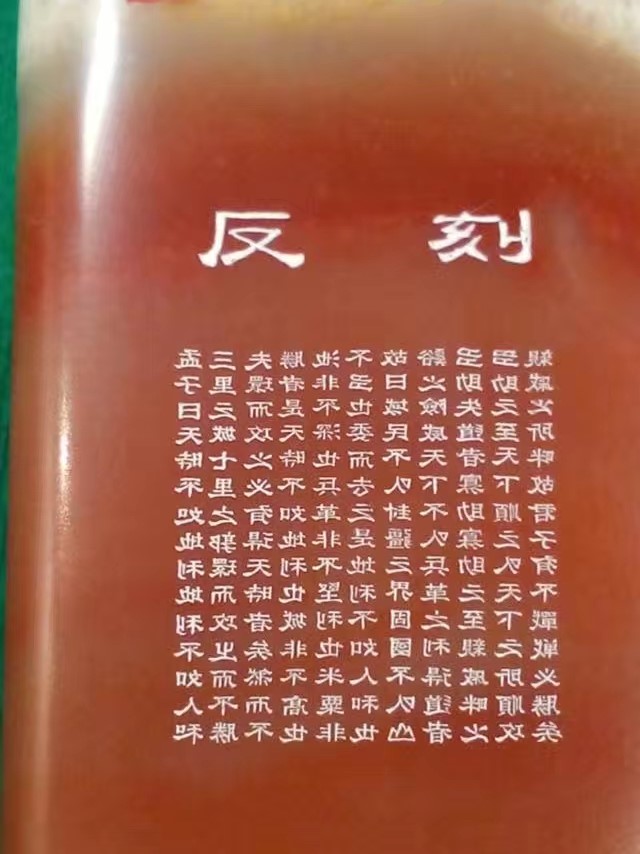 反刻
孟子曰天時不如地利地利不如人和
三里之城七里之郭環而攻之而不勝
夫環而攻之必有得天時者矣然而不
勝者是天時不如地利也城非不高也
池非不深也兵革非不堅利也米粟非
不多也委而去之是地利不如人和也
故曰域民不以封疆之界固國不以山
谿之險威天下不以兵革之利得道者
多助失道者寡助寡助之至親戚畔之
多助之至天下順之以天下之所順攻
親戚之所畔故君子有不戰戰必勝矣